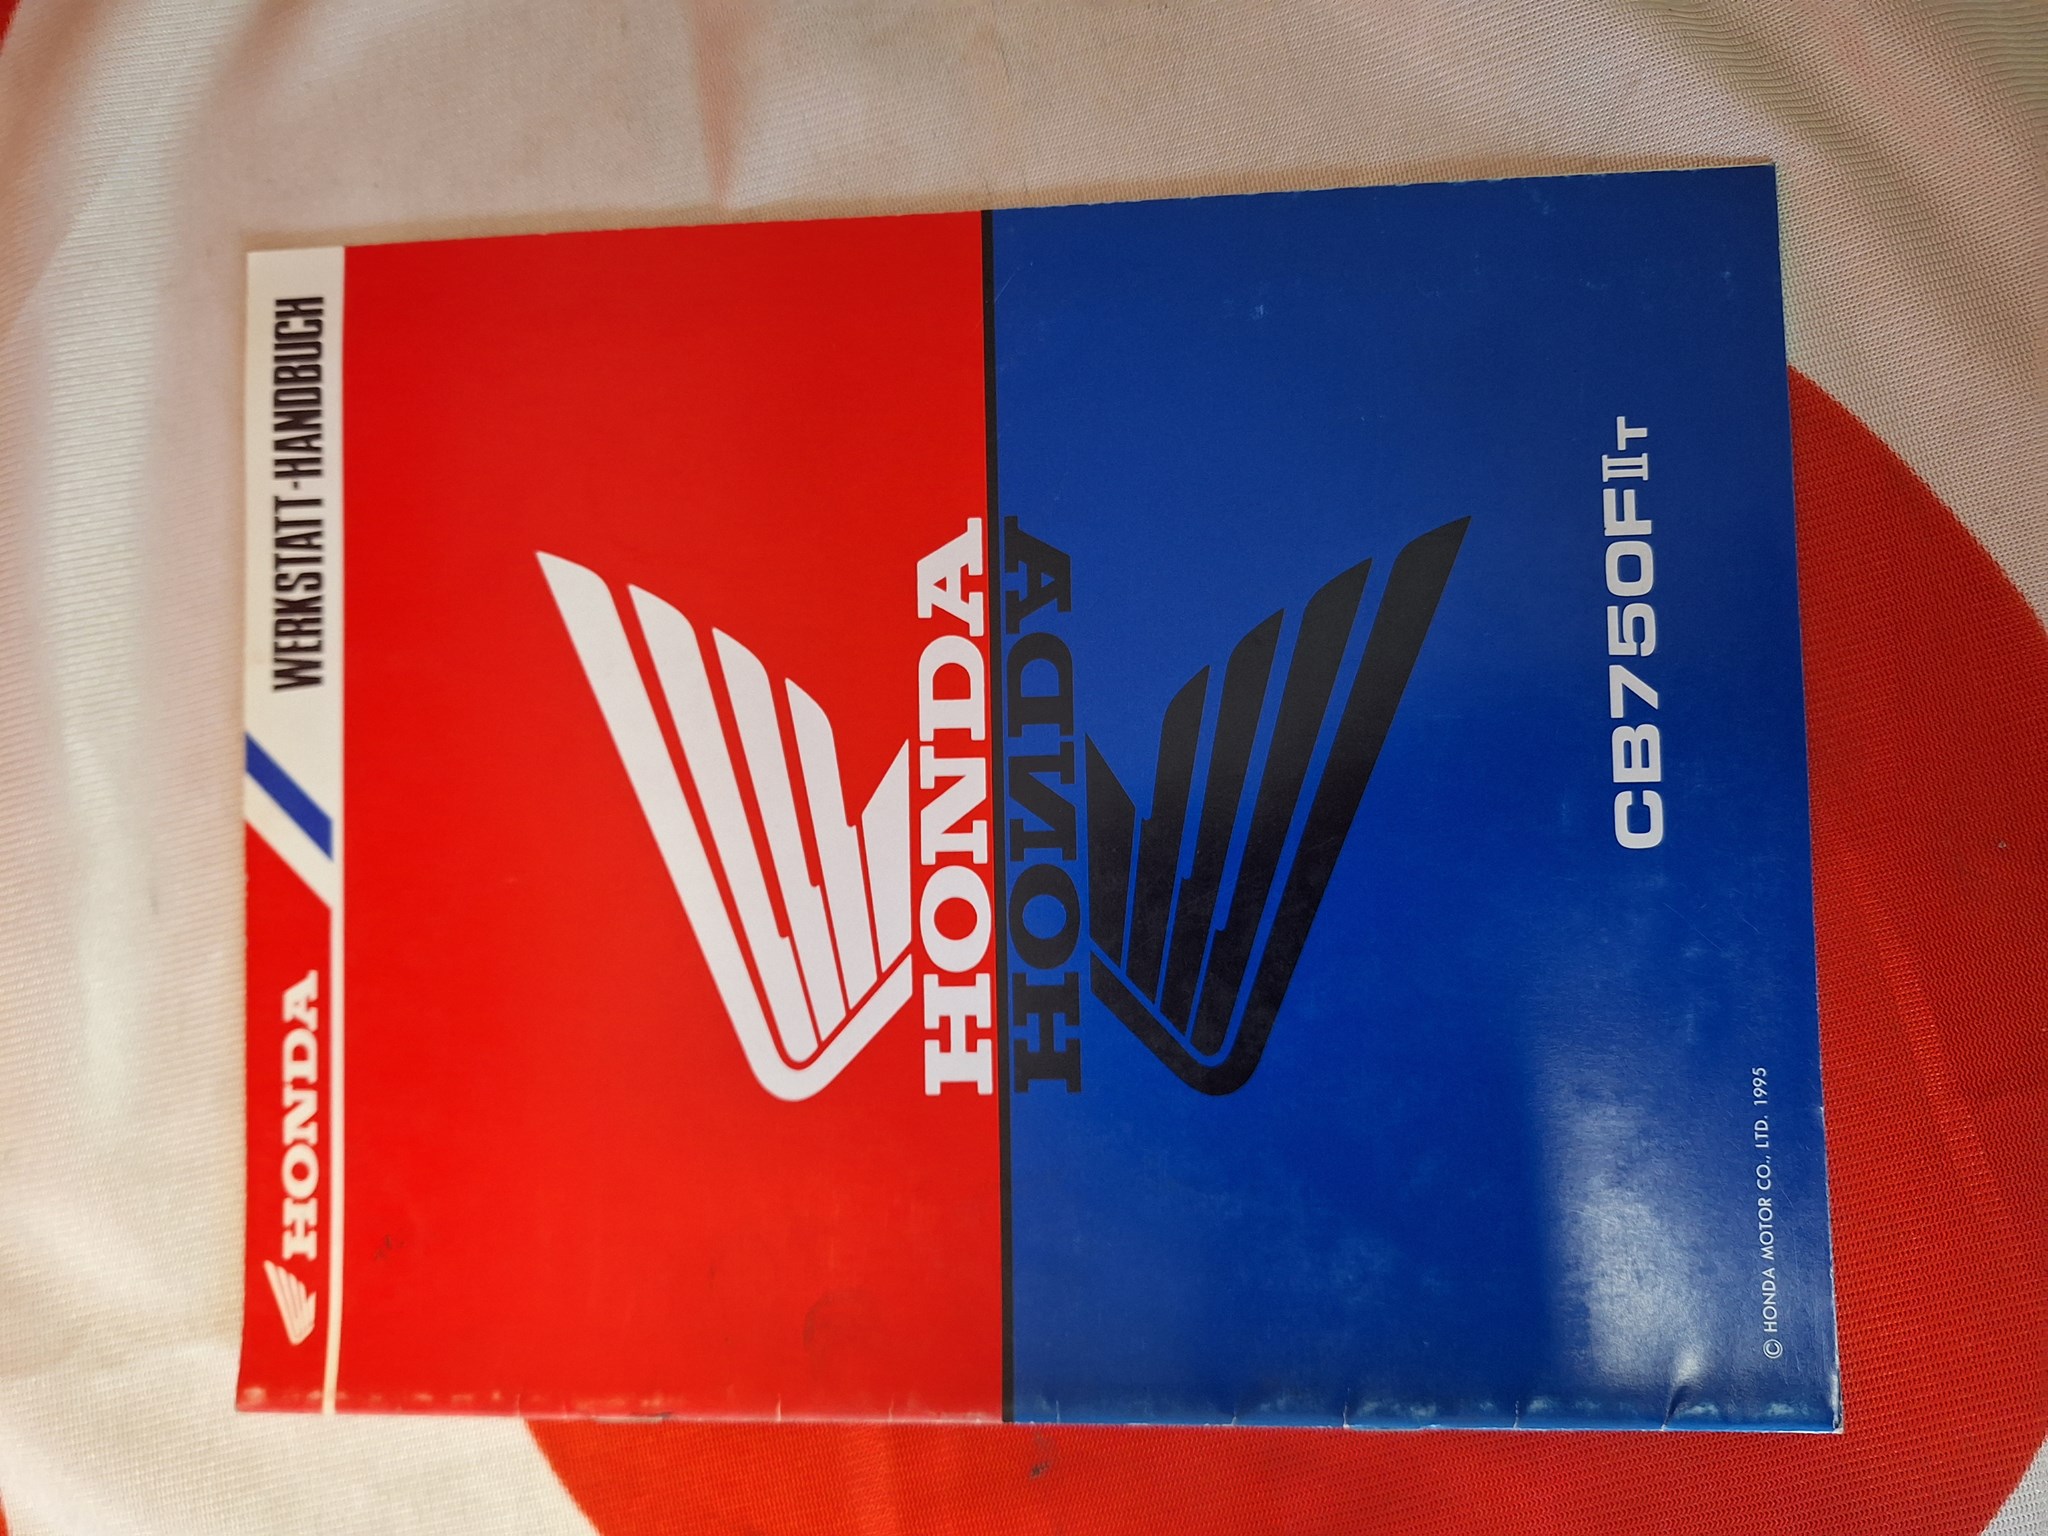 HONDA
WERKSTATT-HANDBUCH
HONDA
HONDA
CB750FIIT
© HONDA MOTOR CO., LTD. 1995